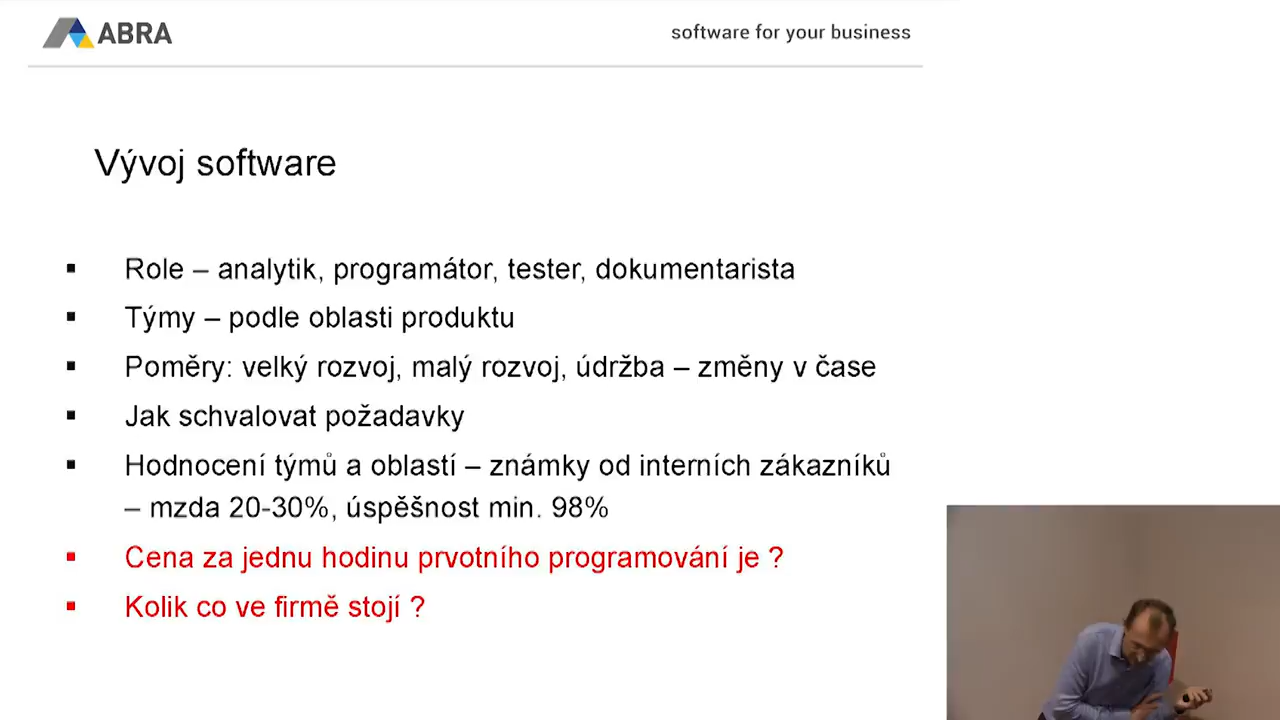 ABRA
software for your business
Vývoj software
▪ Role – analytik, programátor, tester, dokumentarista
▪ Týmy – podle oblasti produktu
▪ Poměry: velký rozvoj, malý rozvoj, údržba – změny v čase
▪ Jak schvalovat požadavky
▪ Hodnocení týmů a oblastí – známky od interních zákazníků
– mzda 20-30%, úspěšnost min. 98%
▪ Cena za jednu hodinu prvotního programování je ?
▪ Kolik co ve firmě stojí ?